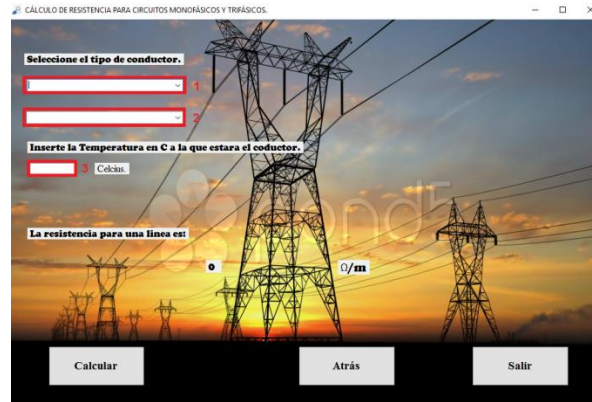 CÁLCULO DE RESISTENCIA PARA CIRCUITOS MONOFÁSICOS Y TRIFÁSICOS.
Seleccione el tipo de conductor.
1
2
Inserte la Temperatura en C a la que estara el coductor.
3 Celcius.
La resistencia para una linea es:
0 Ω/m
Calcular Atrás Salir